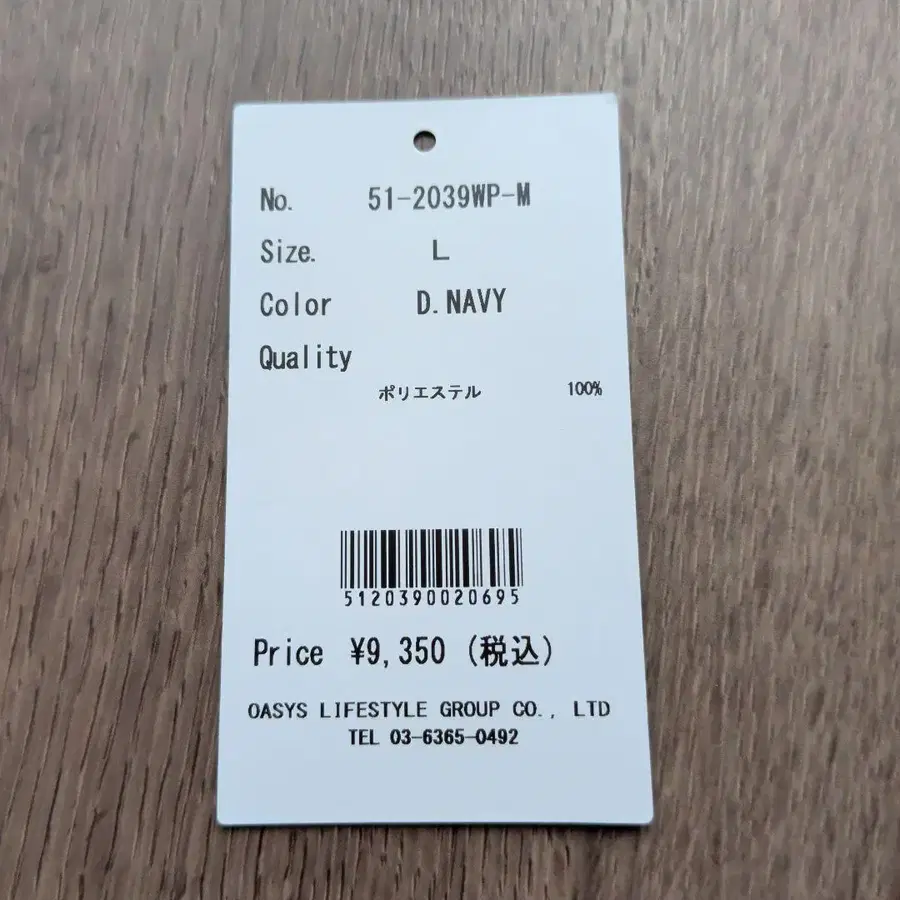 No. 51-2039WP-M
Size. L
Color D.NAVY
Quality
ポリエステル 100%
5120390020695
Price ¥9,350 (税込)
OASYS LIFESTYLE GROUP CO., LTD
TEL 03-6365-0492